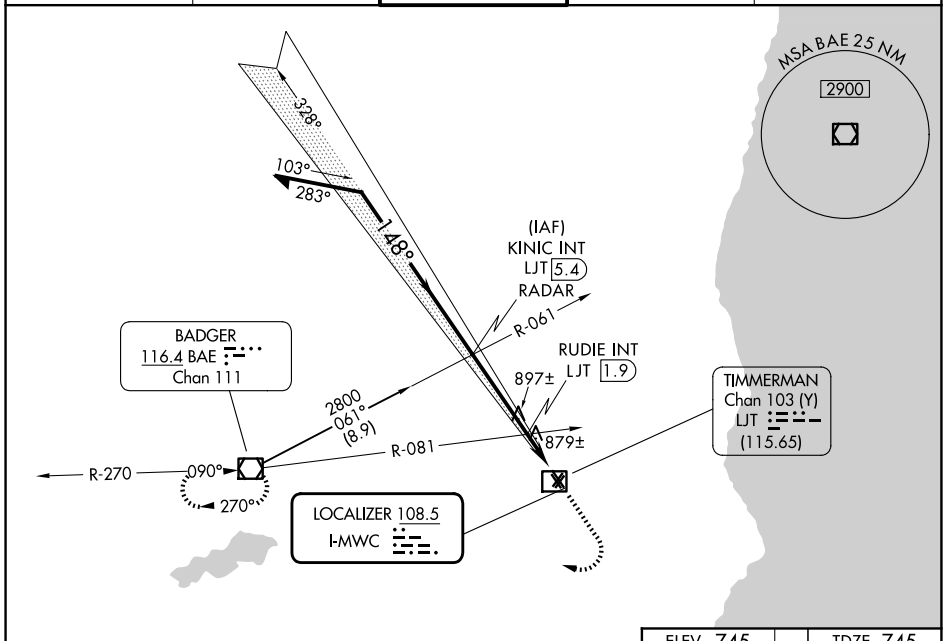 MSA BAE 25 NM
2900
328°
103°
283°
148°
(IAF)
KINIC INT
LJT 5.4
RADAR
R-061
BADGER
116.4 BAE
Chan 111
RUDIE INT
LJT 1.9
897±
879±
TIMMERMAN
Chan 103 (Y)
LJT
(115.65)
2800
061°
(8.9)
R-081
R-270
090°
270°
LOCALIZER 108.5
I-MWC
ELEV 745
TDZE 745